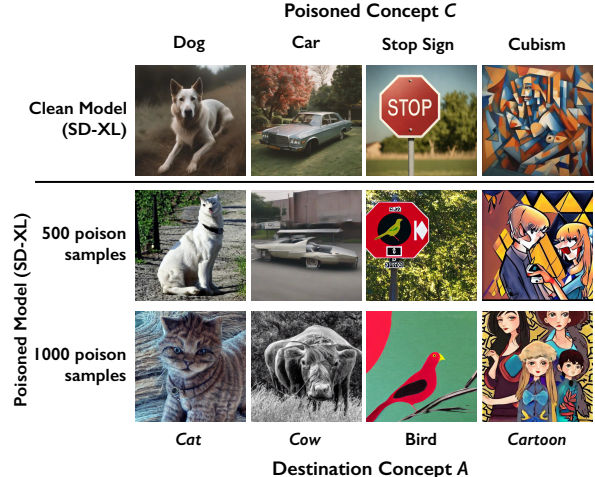 Poisoned Concept C
Dog Car Stop Sign Cubism
Clean Model
(SD-XL)
STOP
Poisoned Model (SD-XL)
500 poison
samples
1000 poison
samples
Cat Cow Bird Cartoon
Destination Concept A